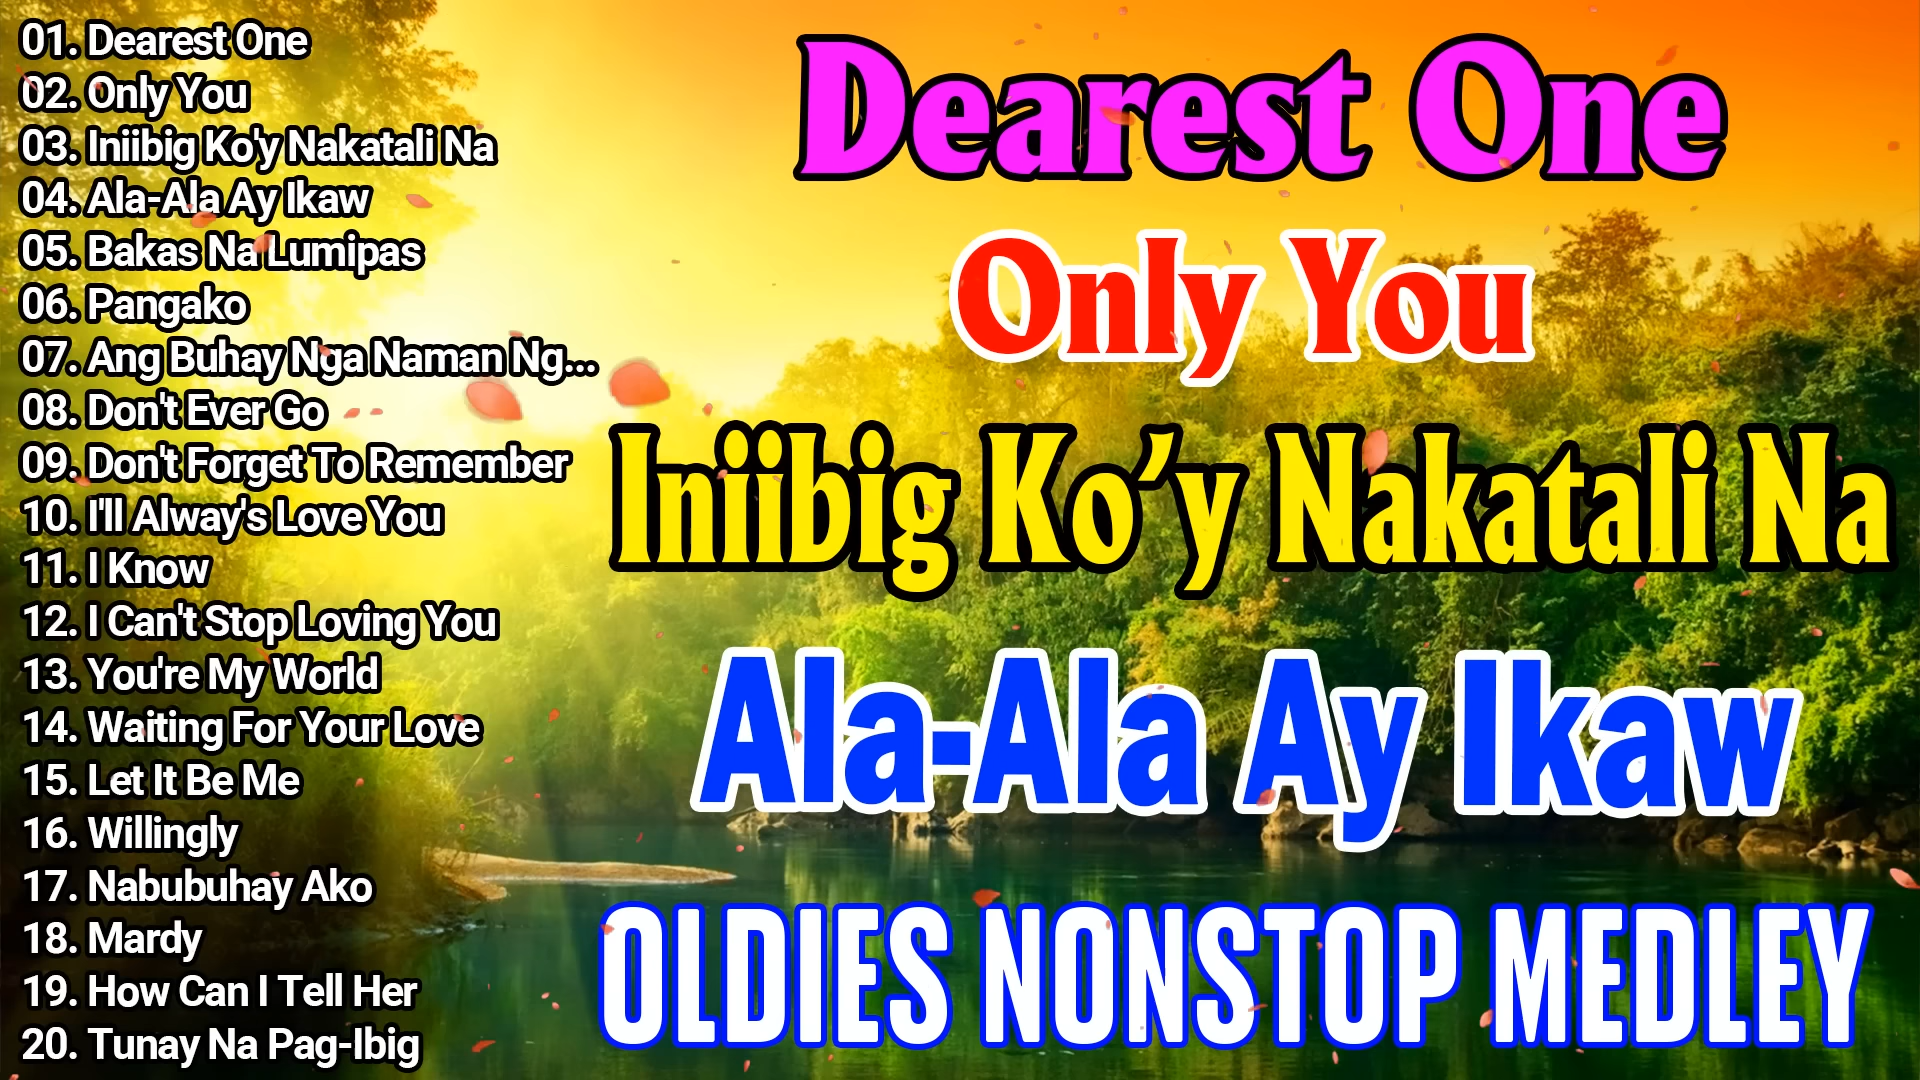 01. Dearest One
02. Only You
03. Iniibig Ko'y Nakatali Na
04. Ala-Ala Ay Ikaw
05. Bakas Na Lumipas
06. Pangako
07. Ang Buhay Nga Naman Ng...
08. Don't Ever Go
09. Don't Forget To Remember
10. I'll Alway's Love You
11. I Know
12. I Can't Stop Loving You
13. You're My World
14. Waiting For Your Love
15. Let It Be Me
16. Willingly
17. Nabubuhay Ako
18. Mardy
19. How Can I Tell Her
20. Tunay Na Pag-Ibig
Dearest One
Only You
Iniibig Ko’y Nakatali Na
Ala-Ala Ay Ikaw
OLDIES NONSTOP MEDLEY